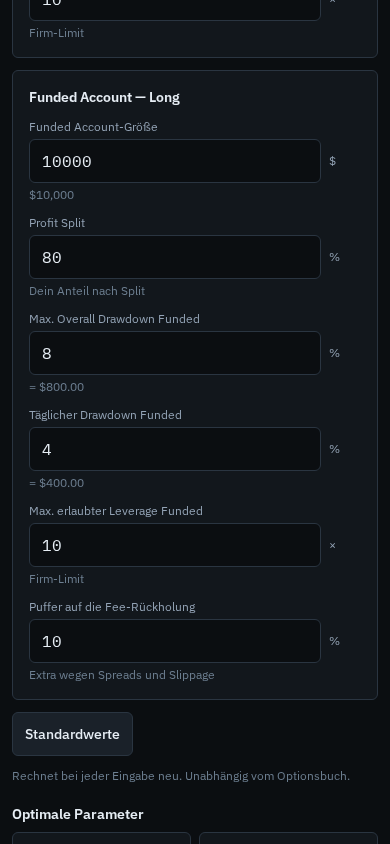 10 ×
Firm-Limit
Funded Account — Long
Funded Account-Größe
10000 $
$10,000
Profit Split
80 %
Dein Anteil nach Split
Max. Overall Drawdown Funded
8 %
= $800.00
Täglicher Drawdown Funded
4 %
= $400.00
Max. erlaubter Leverage Funded
10 ×
Firm-Limit
Puffer auf die Fee-Rückholung
10 %
Extra wegen Spreads und Slippage
Standardwerte
Rechnet bei jeder Eingabe neu. Unabhängig vom Optionsbuch.
Optimale Parameter